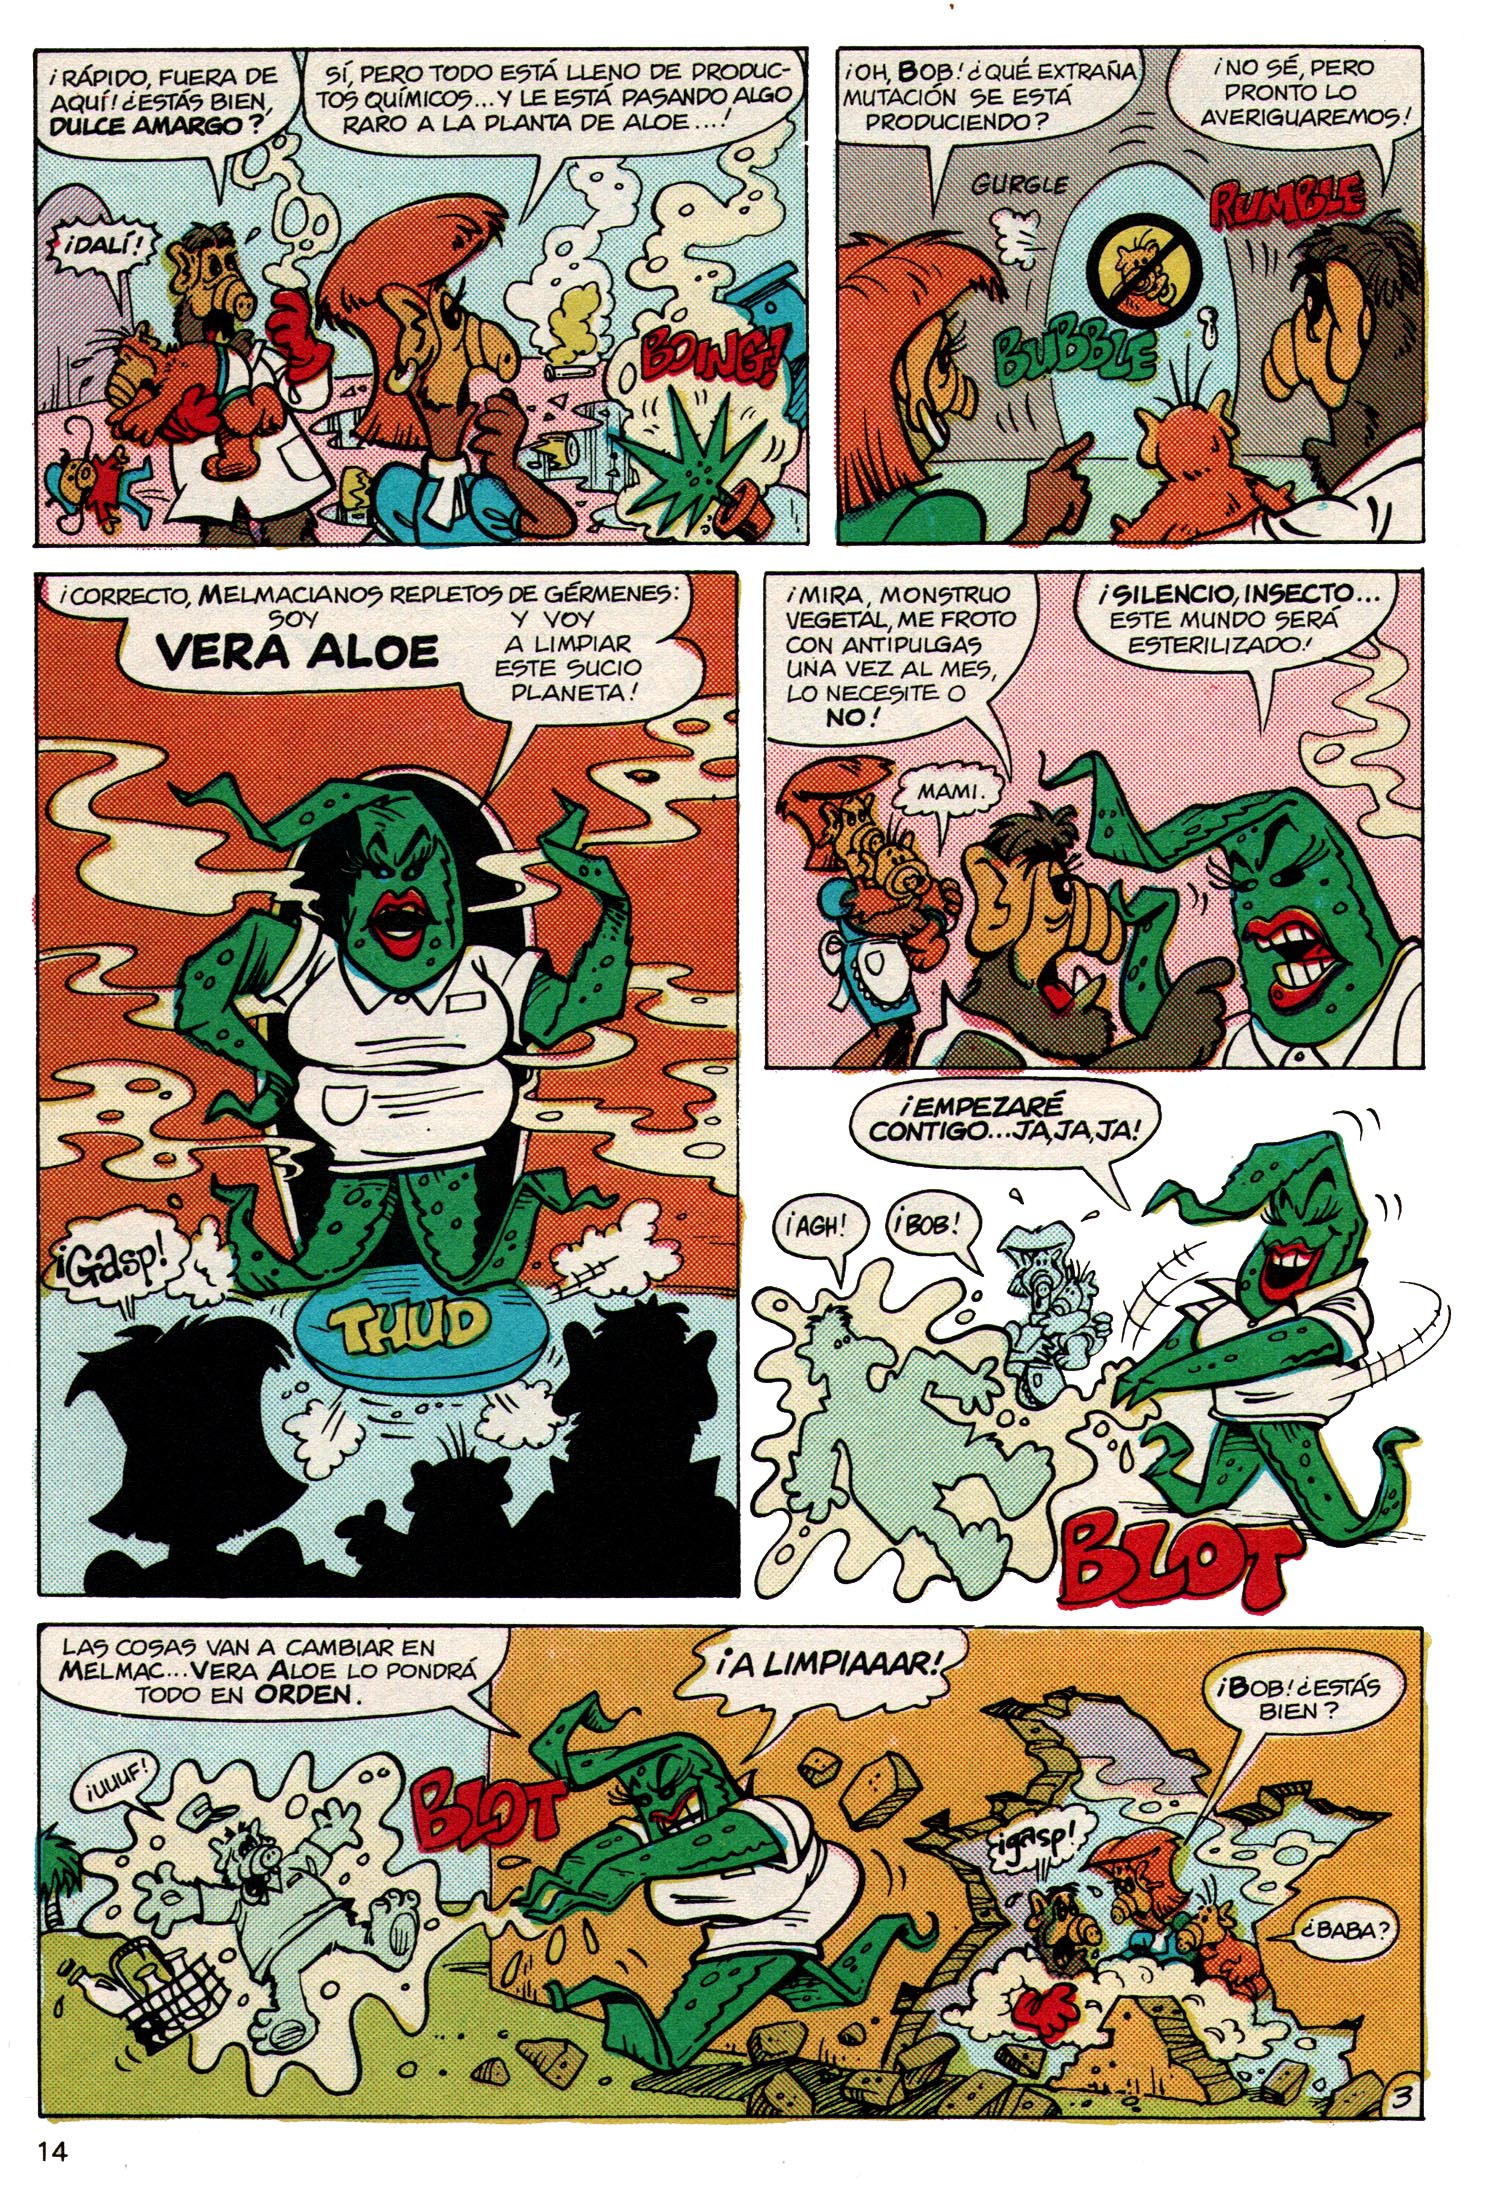 ¡RÁPIDO, FUERA DE
AQUÍ! ¿ESTÁS BIEN,
DULCE AMARGO?
SÍ, PERO TODO ESTÁ LLENO DE PRODUC-
TOS QUÍMICOS...Y LE ESTÁ PASANDO ALGO
RARO A LA PLANTA DE ALOE...!
¡DALÍ!
BOING!
¡OH, BOB! ¿QUÉ EXTRAÑA
MUTACIÓN SE ESTÁ
PRODUCIENDO?
¡NO SÉ, PERO
PRONTO LO
AVERIGUAREMOS!
GURGLE
RUMBLE
BUBBLE
¡CORRECTO, MELMACIANOS REPLETOS DE GÉRMENES:
SOY
VERA ALOE
Y VOY
A LIMPIAR
ESTE SUCIO
PLANETA!
¡Gasp!
THUD
¡MIRA, MONSTRUO
VEGETAL, ME FROTO
CON ANTIPULGAS
UNA VEZ AL MES,
LO NECESITE O
NO!
¡SILENCIO, INSECTO...
ESTE MUNDO SERÁ
ESTERILIZADO!
MAMI.
¡EMPEZARÉ
CONTIGO...JA, JA, JA!
¡AGH!
¡BOB!
BLOT
LAS COSAS VAN A CAMBIAR EN
MELMAC...VERA ALOE LO PONDRÁ
TODO EN ORDEN.
¡A LIMPIAAAR!
¡BOB! ¿ESTÁS
BIEN?
¡UUUF!
BLOT
¡gasp!
¿BABA?
3
14